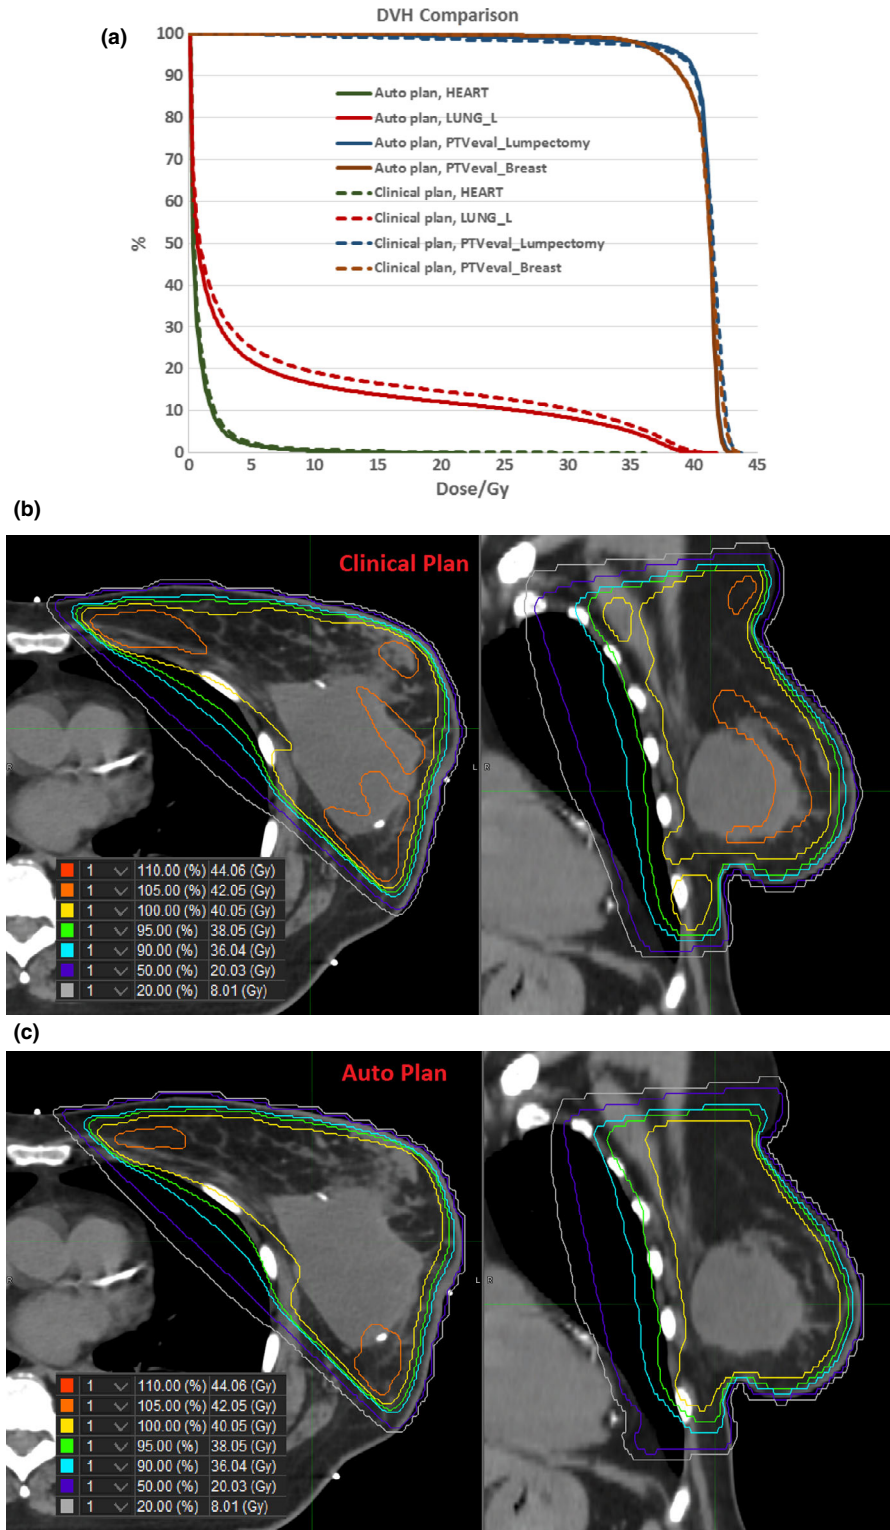 DVH Comparison
(a)
100
90
80
70
60
50
40
30
20
10
0
%
Auto plan, HEART
Auto plan, LUNG_L
Auto plan, PTVeval_Lumpectomy
Auto plan, PTVeval_Breast
Clinical plan, HEART
Clinical plan, LUNG_L
Clinical plan, PTVeval_Lumpectomy
Clinical plan, PTVeval_Breast
0 5 10 15 20 25 30 35 40 45
Dose/Gy
(b)
Clinical Plan
R L R
1 110.00 (%) 44.06 (Gy)
1 105.00 (%) 42.05 (Gy)
1 100.00 (%) 40.05 (Gy)
1 95.00 (%) 38.05 (Gy)
1 90.00 (%) 36.04 (Gy)
1 50.00 (%) 20.03 (Gy)
1 20.00 (%) 8.01 (Gy)
(c)
Auto Plan
R L R
1 110.00 (%) 44.06 (Gy)
1 105.00 (%) 42.05 (Gy)
1 100.00 (%) 40.05 (Gy)
1 95.00 (%) 38.05 (Gy)
1 90.00 (%) 36.04 (Gy)
1 50.00 (%) 20.03 (Gy)
1 20.00 (%) 8.01 (Gy)